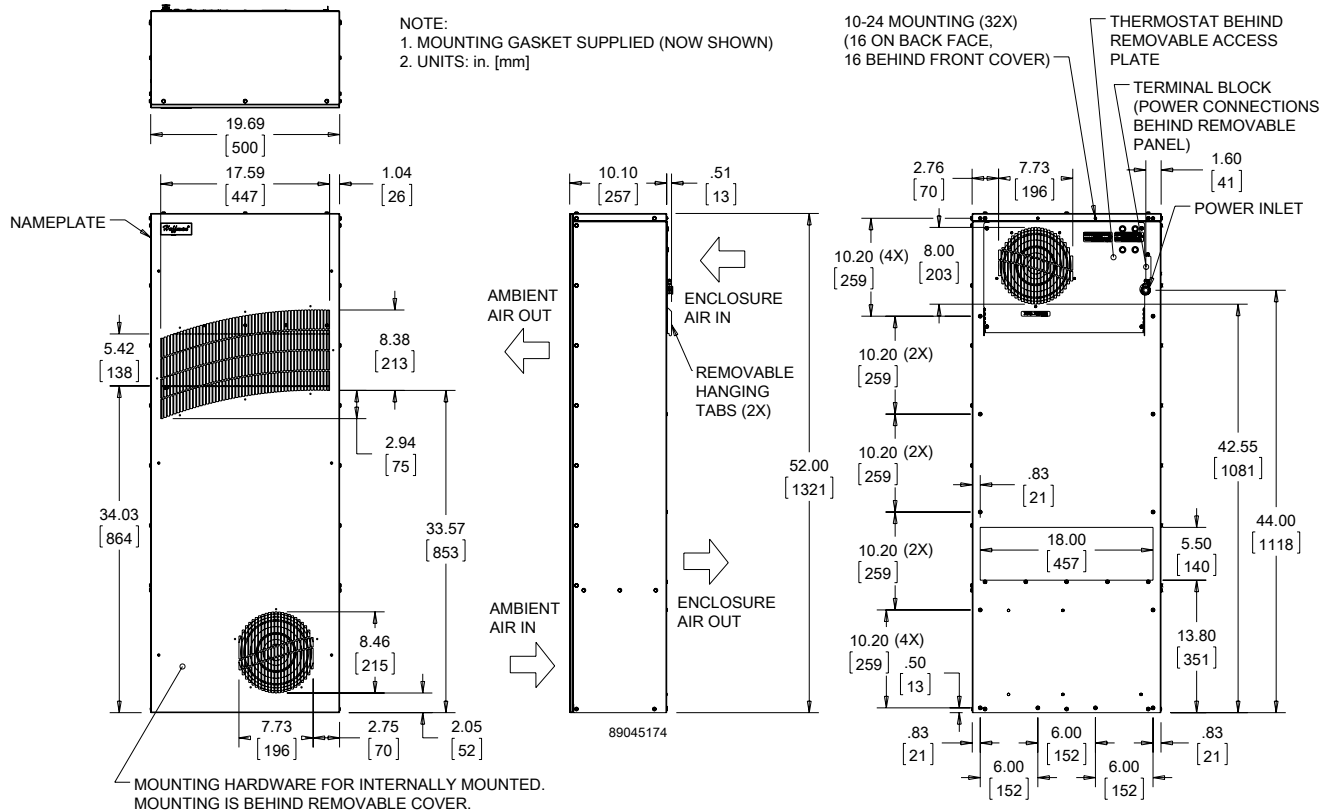 NOTE:
1. MOUNTING GASKET SUPPLIED (NOW SHOWN)
2. UNITS: in. [mm]
10-24 MOUNTING (32X)
(16 ON BACK FACE,
16 BEHIND FRONT COVER)
THERMOSTAT BEHIND
REMOVABLE ACCESS
PLATE
TERMINAL BLOCK
(POWER CONNECTIONS
BEHIND REMOVABLE
PANEL)
19.69
[500]
17.59
[447]
1.04
[26]
NAMEPLATE
Hoffman
5.42
[138]
8.38
[213]
2.94
[75]
34.03
[864]
33.57
[853]
8.46
[215]
7.73
[196]
2.75
[70]
2.05
[52]
MOUNTING HARDWARE FOR INTERNALLY MOUNTED.
MOUNTING IS BEHIND REMOVABLE COVER.
10.10
[257]
.51
[13]
AMBIENT
AIR OUT
ENCLOSURE
AIR IN
REMOVABLE
HANGING
TABS (2X)
52.00
[1321]
AMBIENT
AIR IN
ENCLOSURE
AIR OUT
89045174
2.76
[70]
7.73
[196]
1.60
[41]
POWER INLET
10.20 (4X)
[259]
8.00
[203]
10.20 (2X)
[259]
10.20 (2X)
[259]
.83
[21]
10.20 (2X)
[259]
18.00
[457]
5.50
[140]
42.55
[1081]
44.00
[1118]
10.20 (4X)
[259]
.50
[13]
13.80
[351]
.83
[21]
6.00
[152]
6.00
[152]
6.00
[152]
.83
[21]